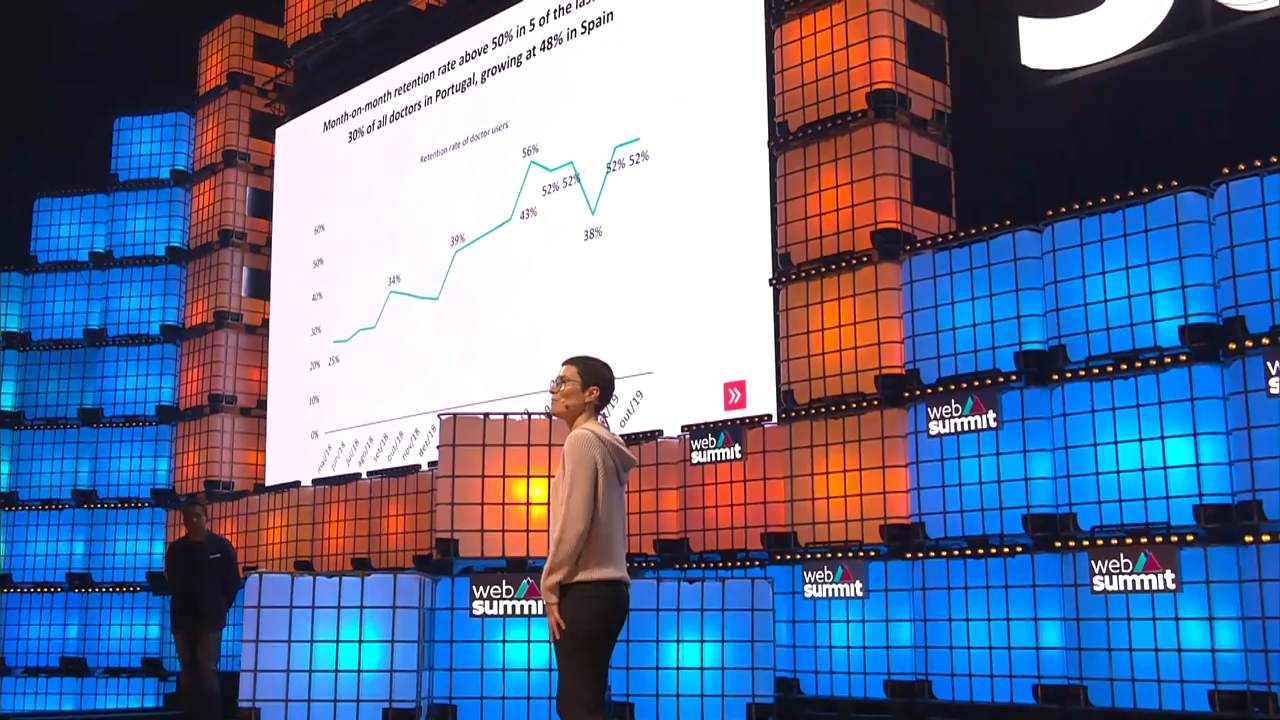 Month-on-month retention rate above 50% in 5 of the
30% of all doctors in Portugal, growing at 48% in Spain
Retention rate of doctor users
56%
52% 52%
52% 52%
43%
39%
38%
34%
25%
60%
50%
40%
30%
20%
10%
0%
mai/18
jun/18
jul/18
ago/18
set/18
out/18
nov/18
dez/18
out/19
web summit
web summit
web summit
web summit
web summit